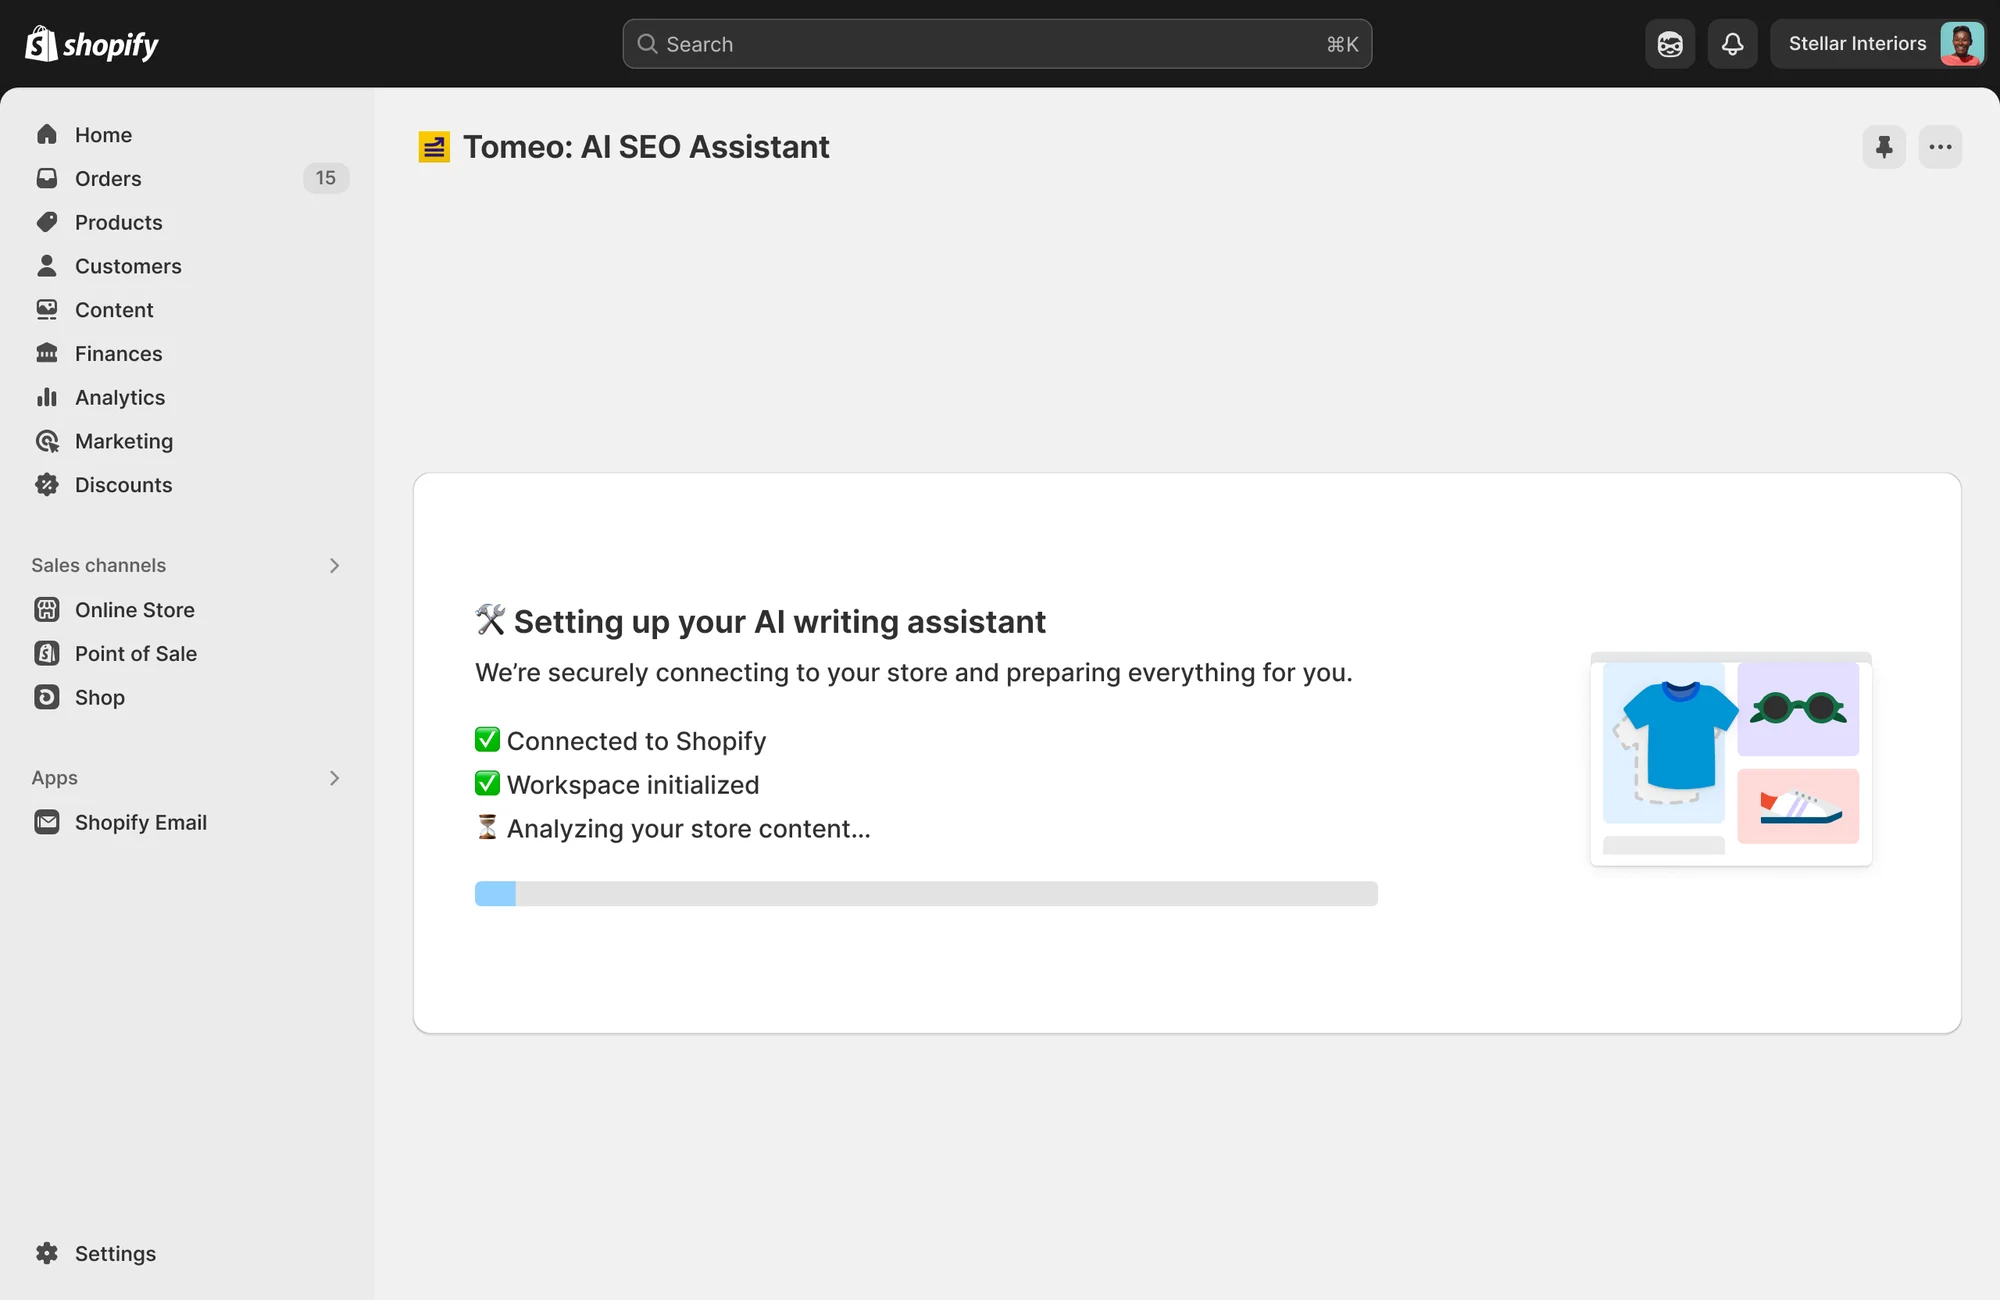 shopify
Search
⌘K
Stellar Interiors
Home
Orders
15
Products
Customers
Content
Finances
Analytics
Marketing
Discounts
Sales channels
Online Store
Point of Sale
Shop
Apps
Shopify Email
Settings
Tomeo: AI SEO Assistant
🛠️ Setting up your AI writing assistant
We’re securely connecting to your store and preparing everything for you.
✅ Connected to Shopify
✅ Workspace initialized
⏳ Analyzing your store content...